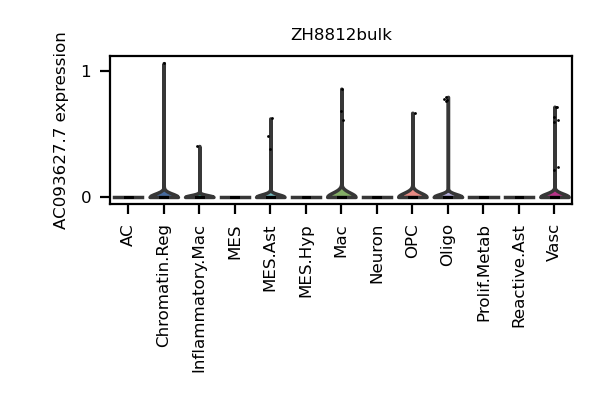 ZH8812bulk
AC093627.7 expression
1
0
AC
Chromatin.Reg
Inflammatory.Mac
MES
MES.Ast
MES.Hyp
Mac
Neuron
OPC
Oligo
Prolif.Metab
Reactive.Ast
Vasc